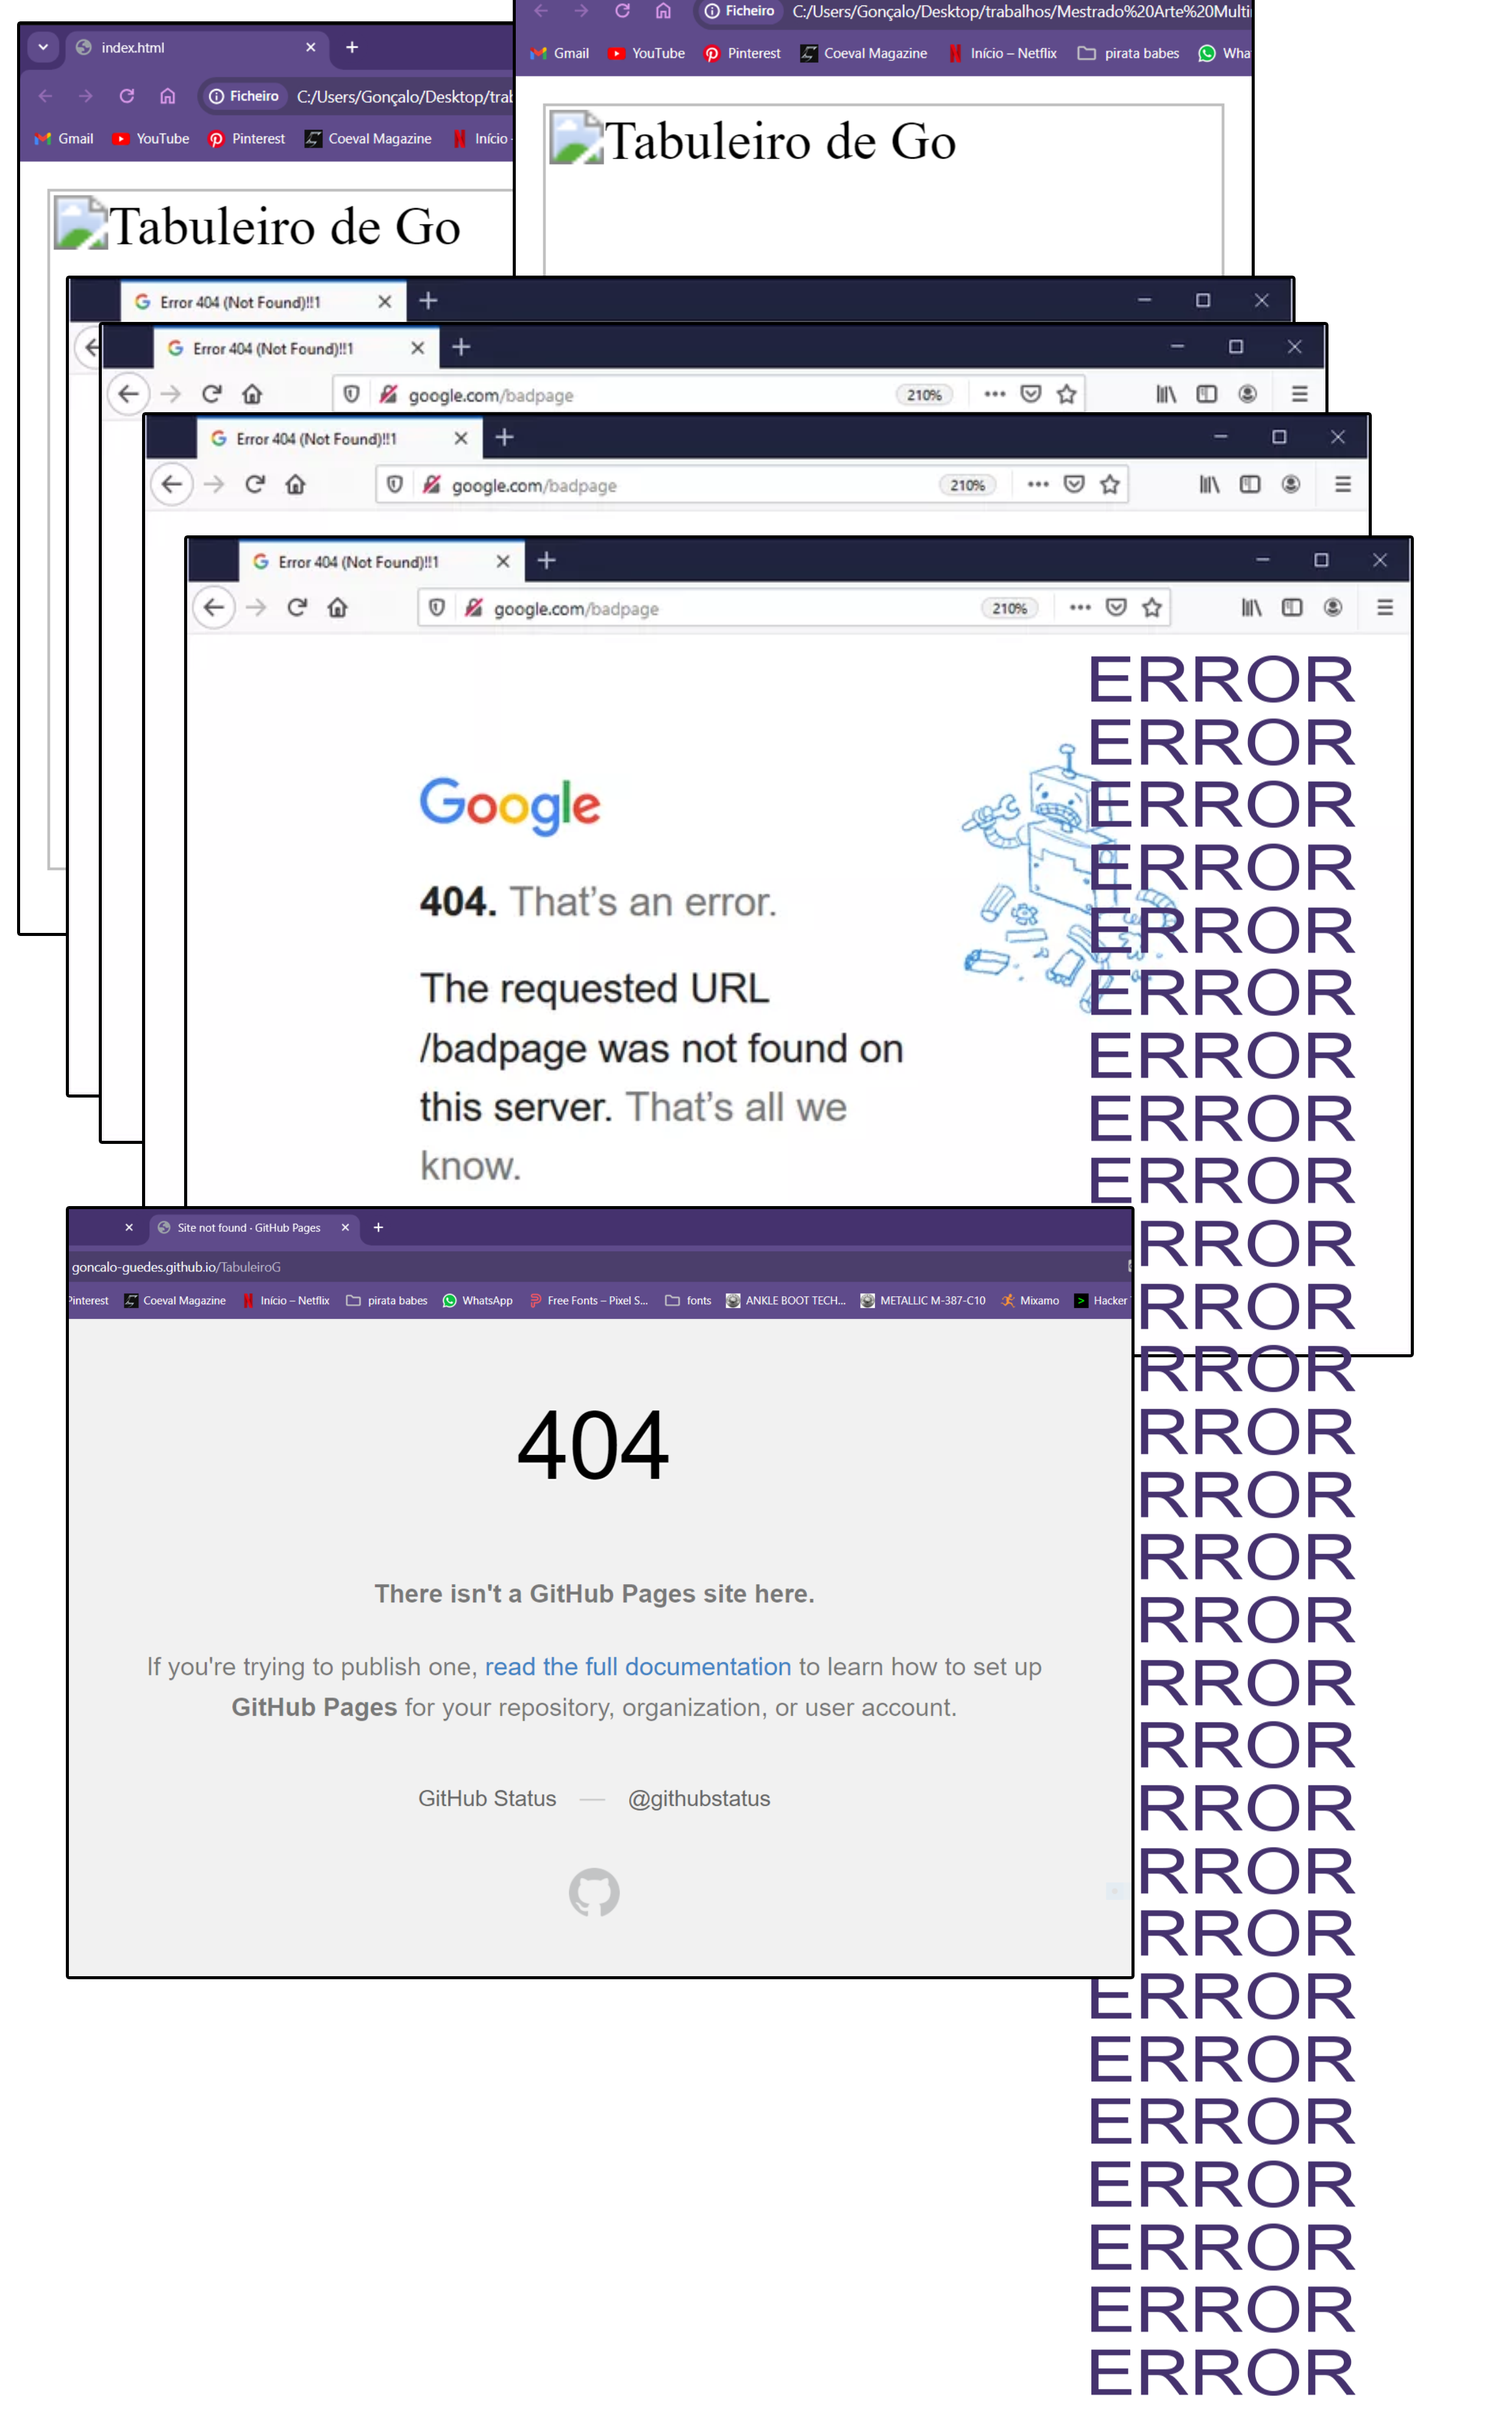 Ficheiro C:/Users/Gonçalo/Desktop/trabalhos/Mestrado%20Arte%20Multi
Gmail YouTube Pinterest Coeval Magazine Início – Netflix pirata babes Wha
Tabuleiro de Go
index.html
Ficheiro C:/Users/Gonçalo/Desktop/tral
Gmail YouTube Pinterest Coeval Magazine Início
Tabuleiro de Go
Error 404 (Not Found)!!1
Error 404 (Not Found)!!1
google.com/badpage 210%
Error 404 (Not Found)!!1
google.com/badpage 210%
Error 404 (Not Found)!!1
google.com/badpage 210%
Google
404. That's an error.
The requested URL
/badpage was not found on
this server. That's all we
know.
ERROR
ERROR
ERROR
ERROR
ERROR
ERROR
ERROR
ERROR
ERROR
RROR
RROR
RROR
RROR
RROR
RROR
RROR
RROR
RROR
RROR
RROR
RROR
ERROR
ERROR
ERROR
ERROR
ERROR
ERROR
ERROR
Site not found · GitHub Pages
goncalo-guedes.github.io/TabuleiroG
Pinterest Coeval Magazine Início – Netflix pirata babes WhatsApp Free Fonts – Pixel S... fonts ANKLE BOOT TECH... METALLIC M-387-C10 Mixamo Hacker
404
There isn't a GitHub Pages site here.
If you're trying to publish one, read the full documentation to learn how to set up
GitHub Pages for your repository, organization, or user account.
GitHub Status — @githubstatus